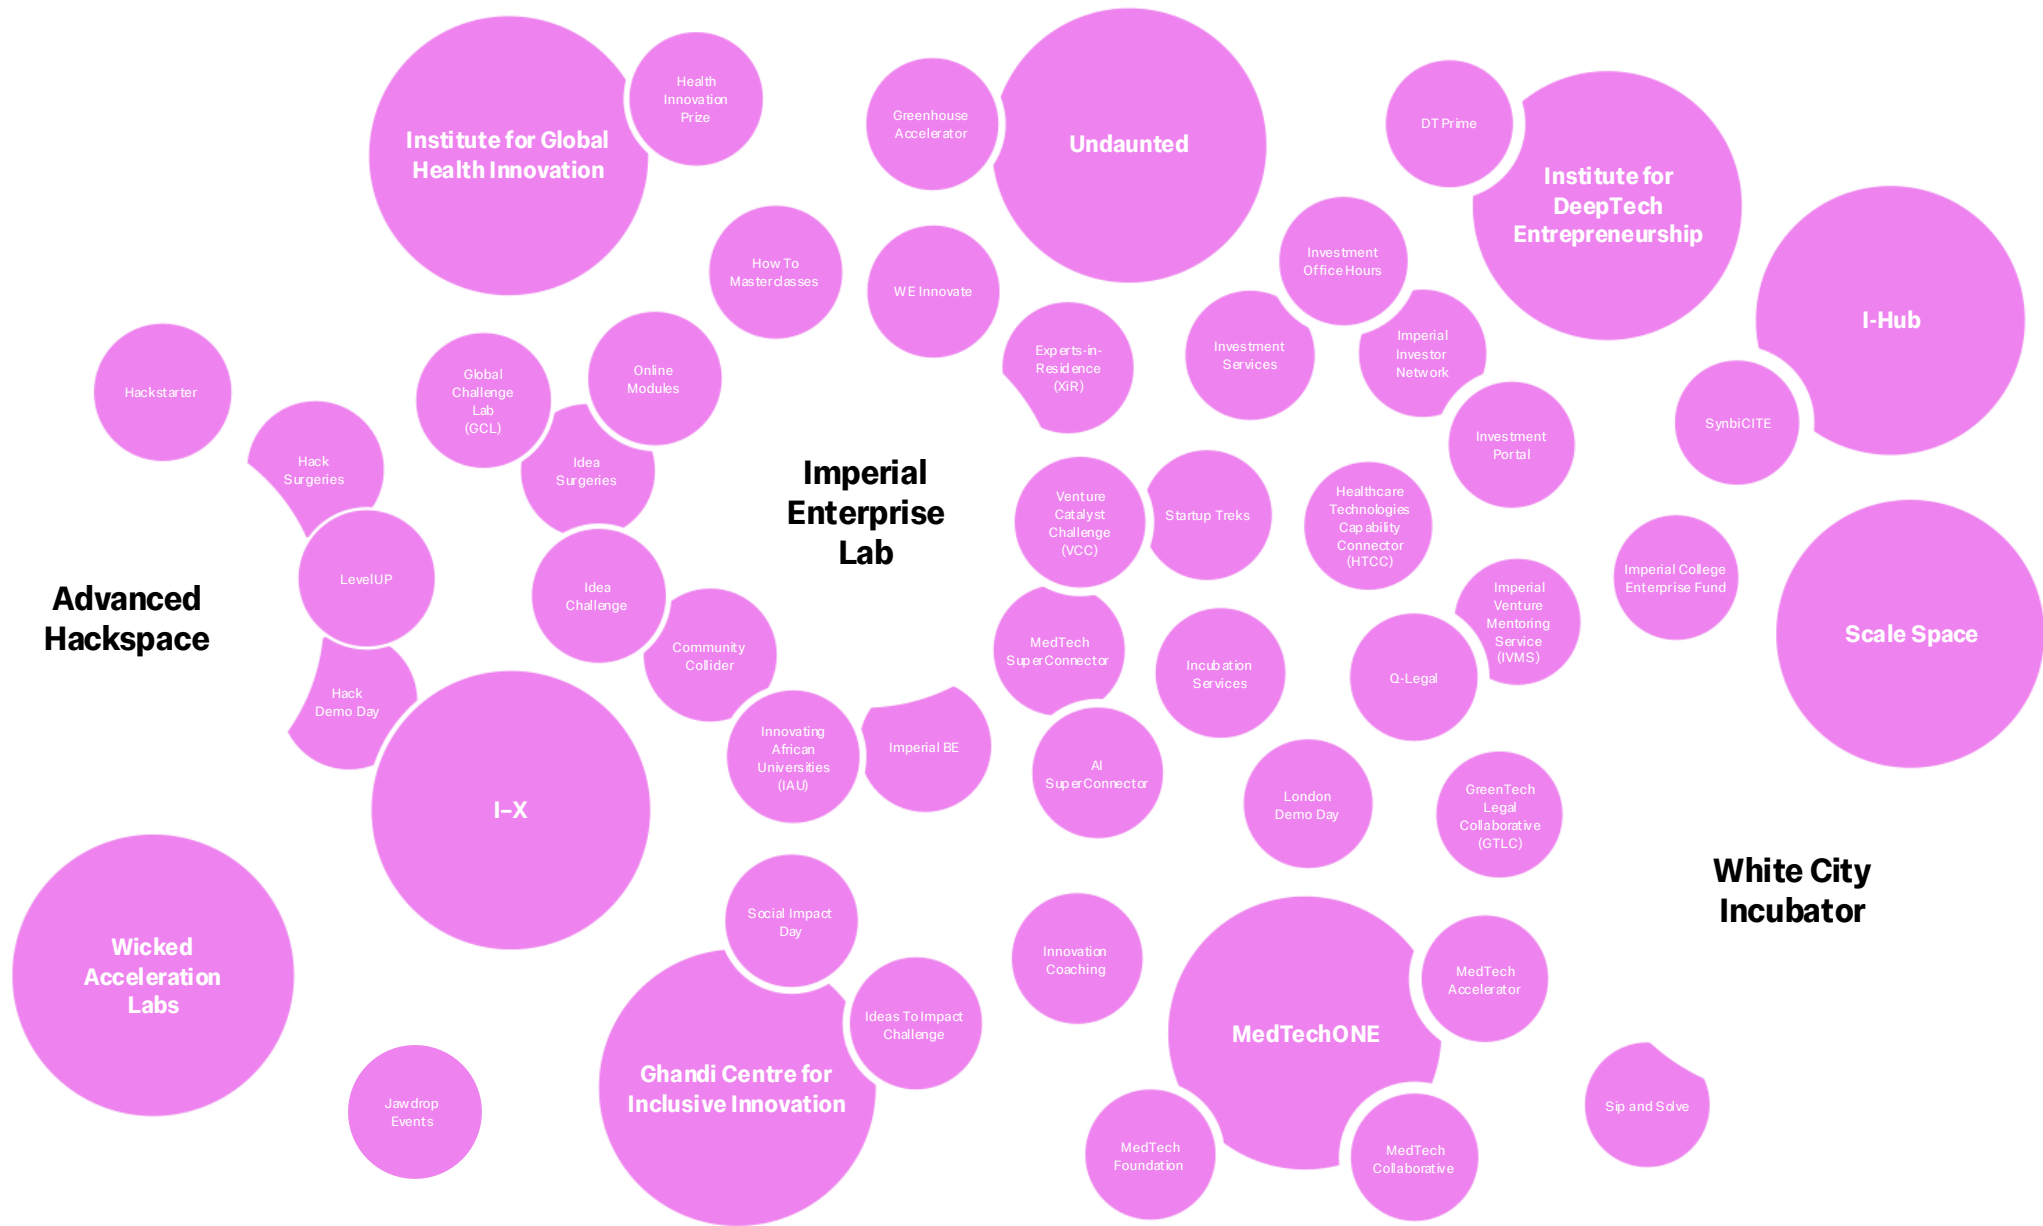 Institute for Global
Health Innovation
Health
Innovation
Prize
Greenhouse
Accelerator
Undaunted
DT Prime
Institute for
DeepTech
Entrepreneurship
I-Hub
How To
Masterclasses
WE Innovate
Investment
Office Hours
Hackstarter
Global
Challenge
Lab
(GCL)
Online
Modules
Experts-in-
Residence
(XiR)
Investment
Services
Imperial
Investor
Network
Investment
Portal
SynbiCITE
Hack
Surgeries
Idea
Surgeries
Imperial
Enterprise
Lab
Venture
Catalyst
Challenge
(VCC)
Startup Treks
Healthcare
Technologies
Capability
Connector
(HTCC)
Imperial College
Enterprise Fund
Scale Space
Advanced
Hackspace
LevelUP
Idea
Challenge
Community
Collider
MedTech
SuperConnector
Incubation
Services
Q-Legal
Imperial
Venture
Mentoring
Service
(IVMS)
Hack
Demo Day
I–X
Innovating
African
Universities
(IAU)
Imperial BE
AI
SuperConnector
London
Demo Day
GreenTech
Legal
Collaborative
(GTLC)
White City
Incubator
Wicked
Acceleration
Labs
Social Impact
Day
Innovation
Coaching
MedTechONE
MedTech
Accelerator
Ideas To Impact
Challenge
Ghandi Centre for
Inclusive Innovation
Jawdrop
Events
MedTech
Foundation
MedTech
Collaborative
Sip and Solve